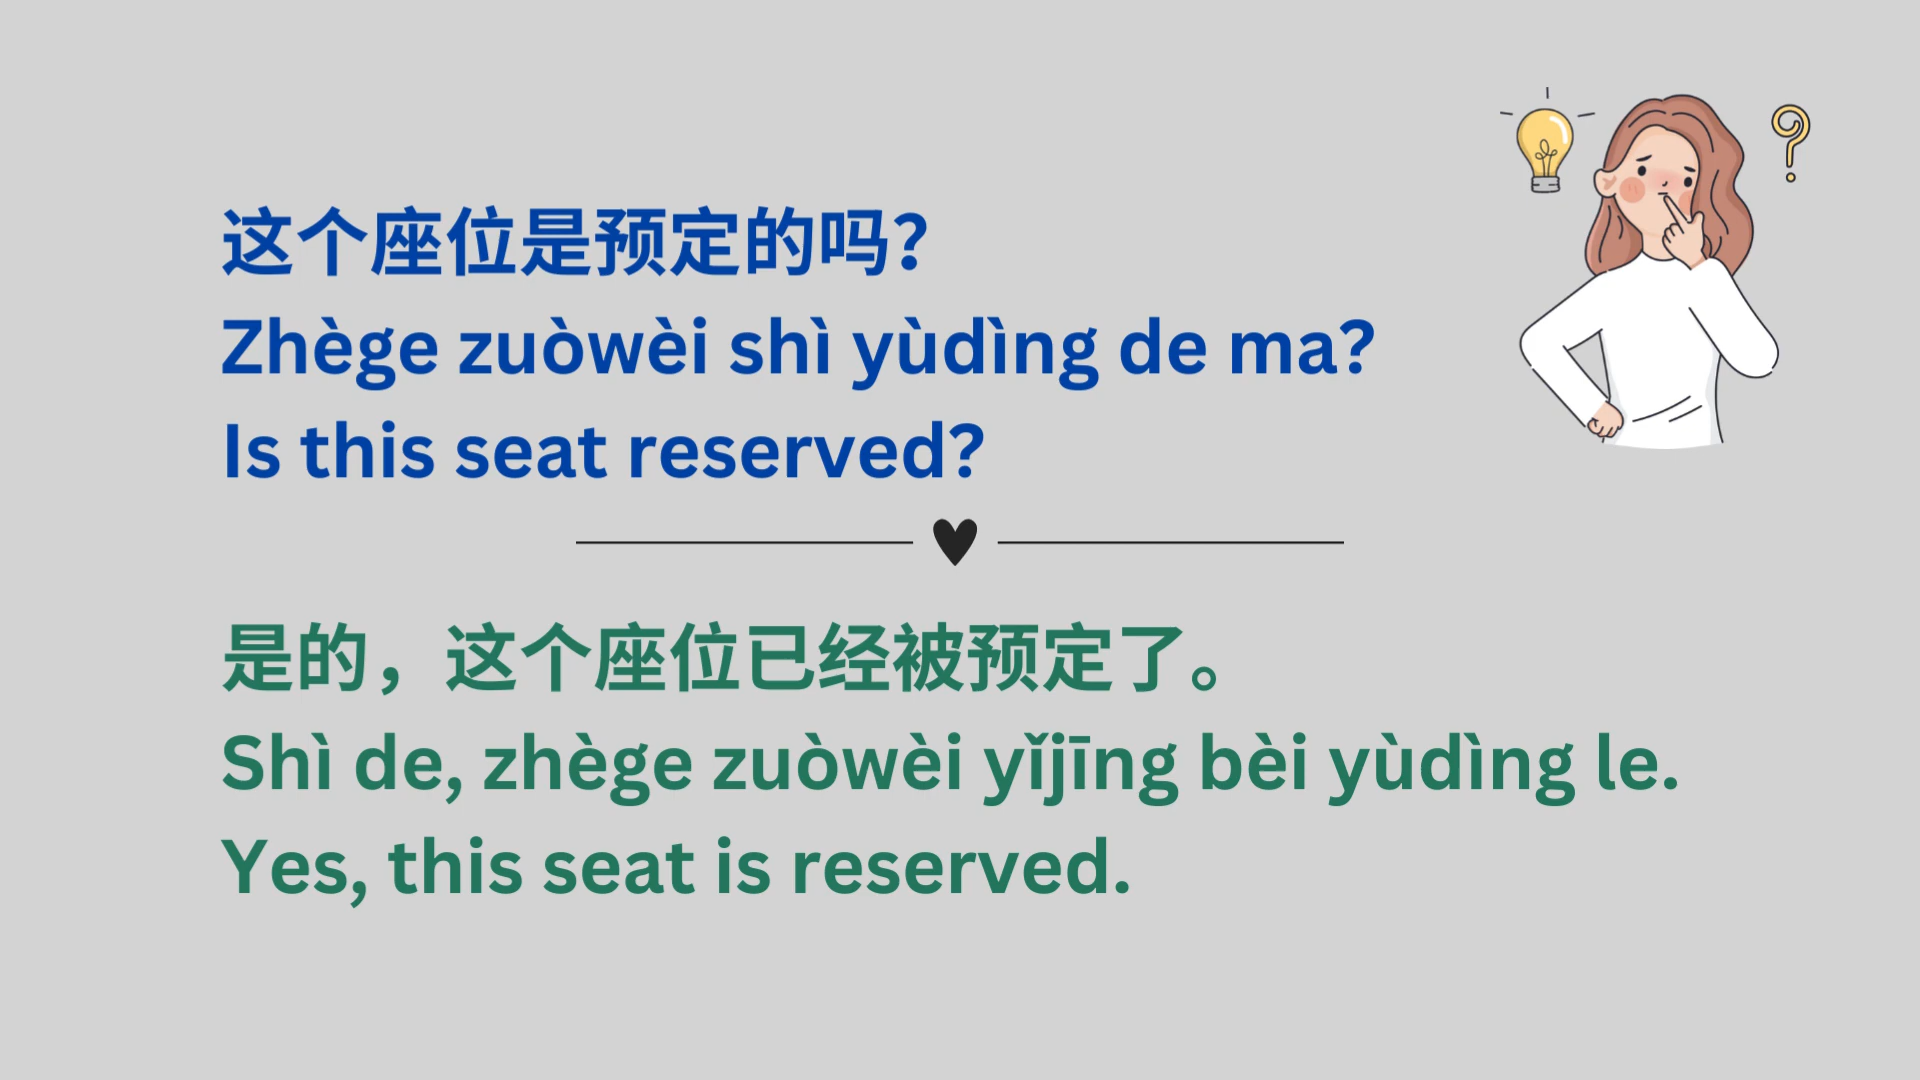 这个座位是预定的吗?
Zhège zuòwèi shì yùdìng de ma?
Is this seat reserved?
是的，这个座位已经被预定了。
Shì de, zhège zuòwèi yǐjīng bèi yùdìng le.
Yes, this seat is reserved.